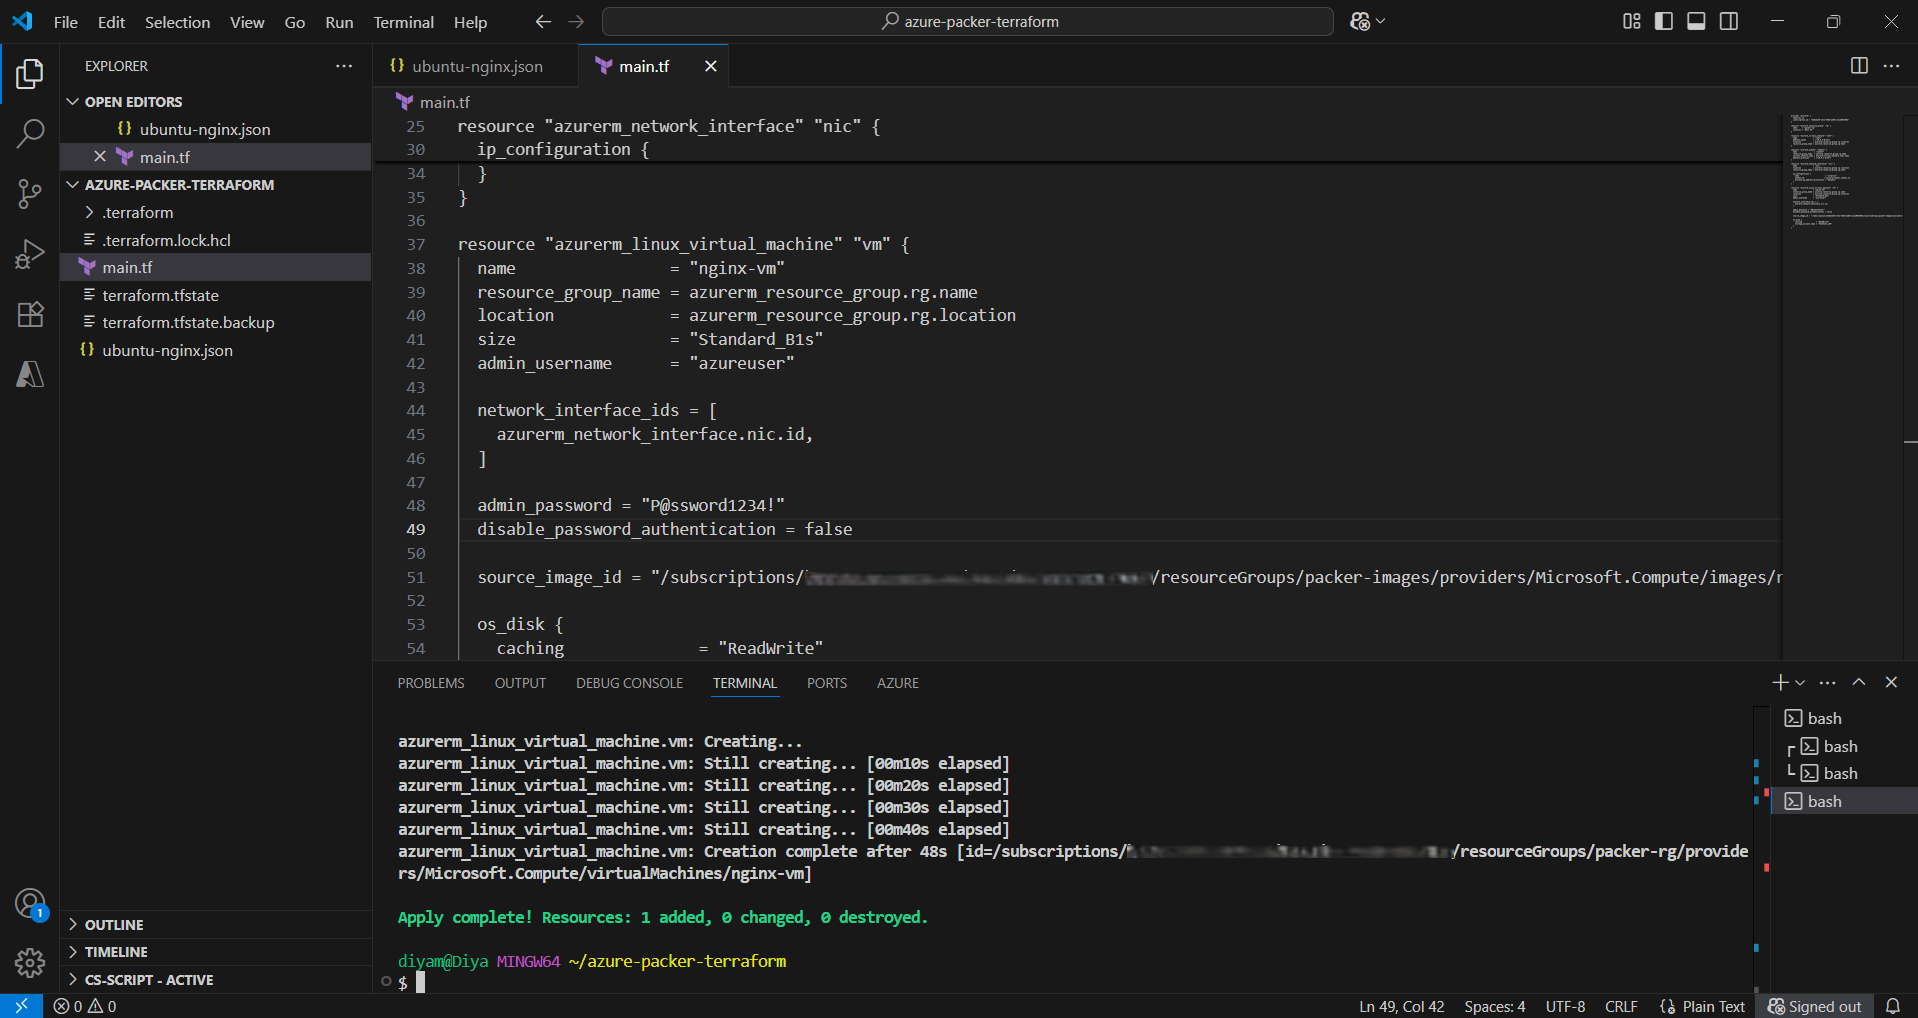 File Edit Selection View Go Run Terminal Help
azure-packer-terraform
EXPLORER
OPEN EDITORS
ubuntu-nginx.json
main.tf
AZURE-PACKER-TERRAFORM
.terraform
.terraform.lock.hcl
main.tf
terraform.tfstate
terraform.tfstate.backup
ubuntu-nginx.json
OUTLINE
TIMELINE
CS-SCRIPT - ACTIVE
ubuntu-nginx.json main.tf
main.tf
25 resource "azurerm_network_interface" "nic" {
30 ip_configuration {
34 }
35 }
36
37 resource "azurerm_linux_virtual_machine" "vm" {
38 name = "nginx-vm"
39 resource_group_name = azurerm_resource_group.rg.name
40 location = azurerm_resource_group.rg.location
41 size = "Standard_B1s"
42 admin_username = "azureuser"
43
44 network_interface_ids = [
45 azurerm_network_interface.nic.id,
46 ]
47
48 admin_password = "P@ssword1234!"
49 disable_password_authentication = false
50
51 source_image_id = "/subscriptions/ /resourceGroups/packer-images/providers/Microsoft.Compute/images/
52
53 os_disk {
54 caching = "ReadWrite"
PROBLEMS OUTPUT DEBUG CONSOLE TERMINAL PORTS AZURE
azurerm_linux_virtual_machine.vm: Creating...
azurerm_linux_virtual_machine.vm: Still creating... [00m10s elapsed]
azurerm_linux_virtual_machine.vm: Still creating... [00m20s elapsed]
azurerm_linux_virtual_machine.vm: Still creating... [00m30s elapsed]
azurerm_linux_virtual_machine.vm: Still creating... [00m40s elapsed]
azurerm_linux_virtual_machine.vm: Creation complete after 48s [id=/subscriptions/ /resourceGroups/packer-rg/provide
rs/Microsoft.Compute/virtualMachines/nginx-vm]
Apply complete! Resources: 1 added, 0 changed, 0 destroyed.
diyam@Diya MINGW64 ~/azure-packer-terraform
$
bash
bash
bash
bash
1
0 0
Ln 49, Col 42 Spaces: 4 UTF-8 CRLF {} Plain Text Signed out